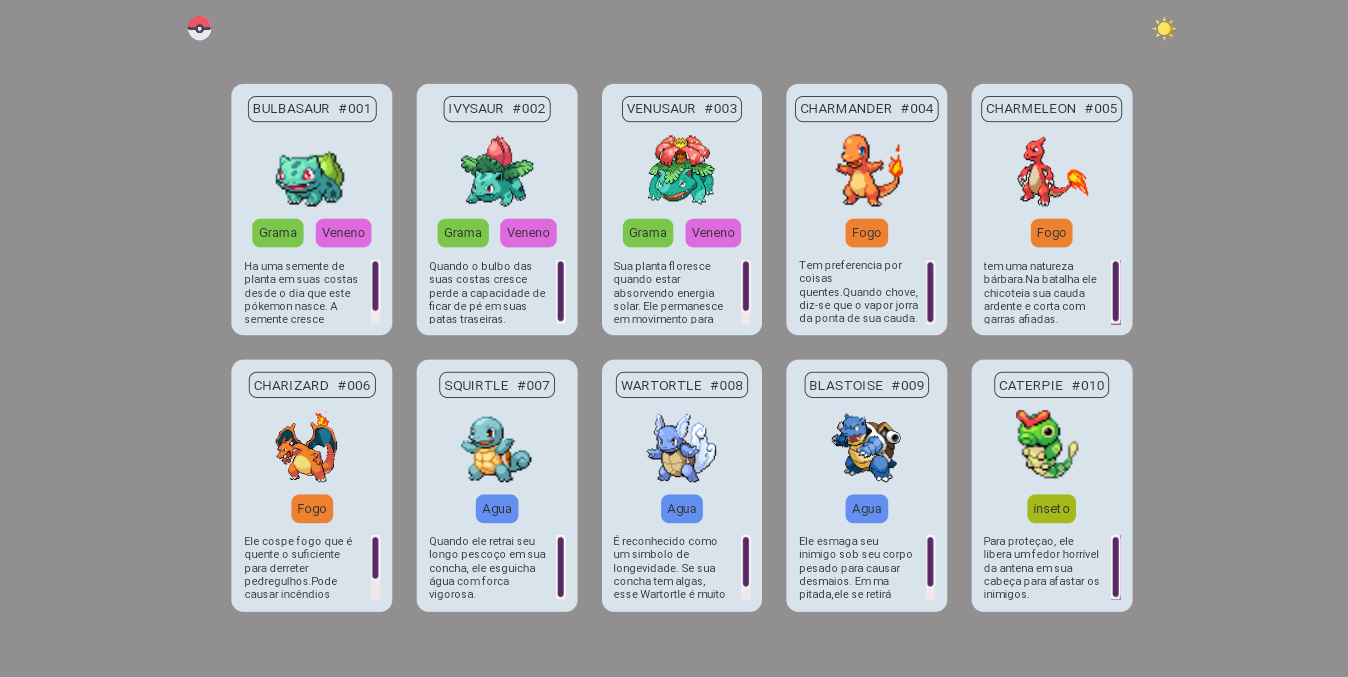 BULBASAUR #001
Grama Veneno
Ha uma semente de
planta em suas costas
desde o dia que este
pókemon nasce. A
semente cresce
IVYSAUR #002
Grama Veneno
Quando o bulbo das
suas costas cresce
perde a capacidade de
ficar de pé em suas
patas traseiras.
VENUSAUR #003
Grama Veneno
Sua planta floresce
quando estar
absorvendo energia
solar. Ele permanesce
em movimento para
CHARMANDER #004
Fogo
Tem preferencia por
coisas
quentes.Quando chove,
diz-se que o vapor jorra
da ponta de sua cauda.
CHARMELEON #005
Fogo
tem uma natureza
bárbara.Na batalha ele
chicoteia sua cauda
ardente e corta com
garras afiadas.
CHARIZARD #006
Fogo
Ele cospe fogo que é
quente o suficiente
para derreter
pedregulhos.Pode
causar incêndios
SQUIRTLE #007
Agua
Quando ele retrai seu
longo pescoço em sua
concha, ele esguicha
água com forca
vigorosa.
WARTORTLE #008
Agua
É reconhecido como
um simbolo de
longevidade. Se sua
concha tem algas,
esse Wartortle é muito
BLASTOISE #009
Agua
Ele esmaga seu
inimigo sob seu corpo
pesado para causar
desmaios. Em ma
pitada,ele se retirá
CATERPIE #010
inseto
Para proteçao, ele
libera um fedor horrível
da antena em sua
cabeça para afastar os
inimigos.